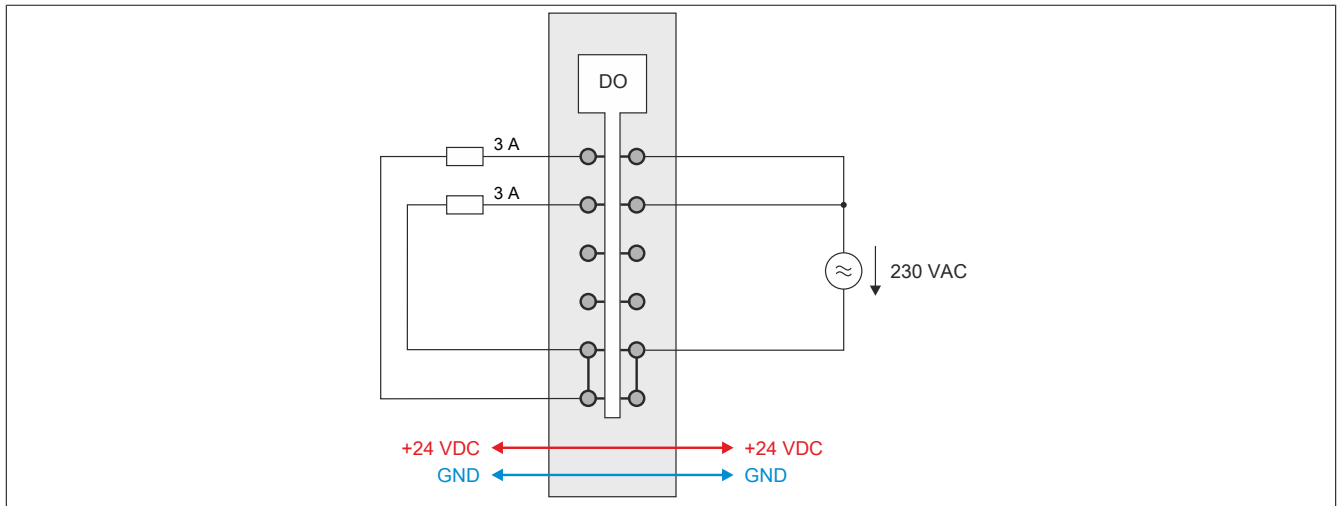 DO
3 A
3 A
≈ 230 VAC
+24 VDC +24 VDC
GND GND